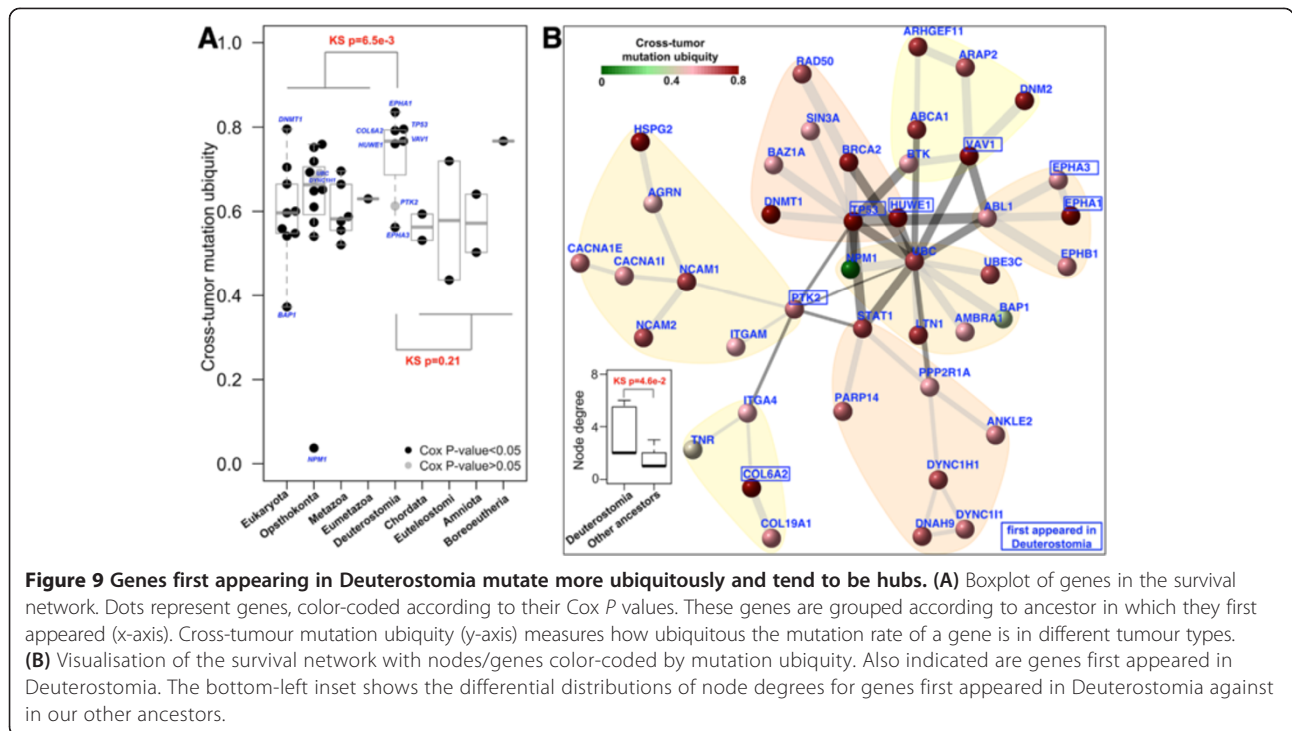 A
1.0
0.8
0.6
0.4
0.2
0.0
Cross-tumor mutation ubiquity
KS p=6.5e-3
DNMT1
BAP1
UBC
DYNC1H1
NPM1
EPHA1
COL6A2
TP53
HUWE1
VAV1
PTK2
EPHA3
KS p=0.21
Cox P-value<0.05
Cox P-value>0.05
Eukaryota
Opsthokonta
Metazoa
Eumetazoa
Deuterostomia
Chordata
Euteleostomi
Amniota
Boreoeutheria
B
Cross-tumor
mutation ubiquity
0
0.4
0.8
ARHGEF11
RAD50
ARAP2
DNM2
SIN3A
ABCA1
HSPG2
BAZ1A
BRCA2
BTK
VAV1
EPHA3
AGRN
DNMT1
TP53
HUWE1
ABL1
EPHA1
CACNA1E
CACNA1I
NCAM1
NPM1
UBC
UBE3C
EPHB1
PTK2
BAP1
NCAM2
ITGAM
STAT1
LTN1
AMBRA1
PPP2R1A
PARP14
ITGA4
ANKLE2
TNR
COL6A2
DYNC1H1
COL19A1
DNAH9
DYNC1I1
KS p=4.6e-2
8
4
0
Node degree
Deuterostomia
Other ancestors
first appeared in
Deuterostomia
Figure 9 Genes first appearing in Deuterostomia mutate more ubiquitously and tend to be hubs. (A) Boxplot of genes in the survival
network. Dots represent genes, color-coded according to their Cox P values. These genes are grouped according to ancestor in which they first
appeared (x-axis). Cross-tumour mutation ubiquity (y-axis) measures how ubiquitous the mutation rate of a gene is in different tumour types.
(B) Visualisation of the survival network with nodes/genes color-coded by mutation ubiquity. Also indicated are genes first appeared in
Deuterostomia. The bottom-left inset shows the differential distributions of node degrees for genes first appeared in Deuterostomia against
in our other ancestors.